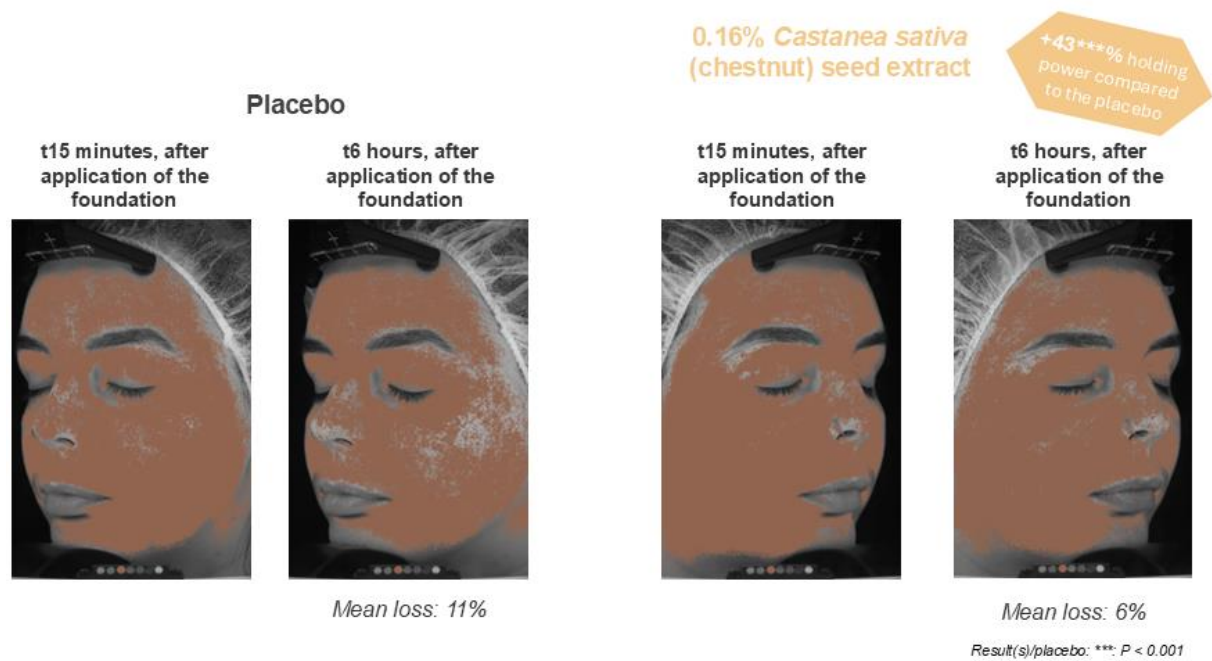 0.16% Castanea sativa
(chestnut) seed extract
+43***% holding
power compared
to the placebo
Placebo
t15 minutes, after
application of the
foundation
t6 hours, after
application of the
foundation
t15 minutes, after
application of the
foundation
t6 hours, after
application of the
foundation
Mean loss: 11%
Mean loss: 6%
Result(s)/placebo: ***: P < 0.001